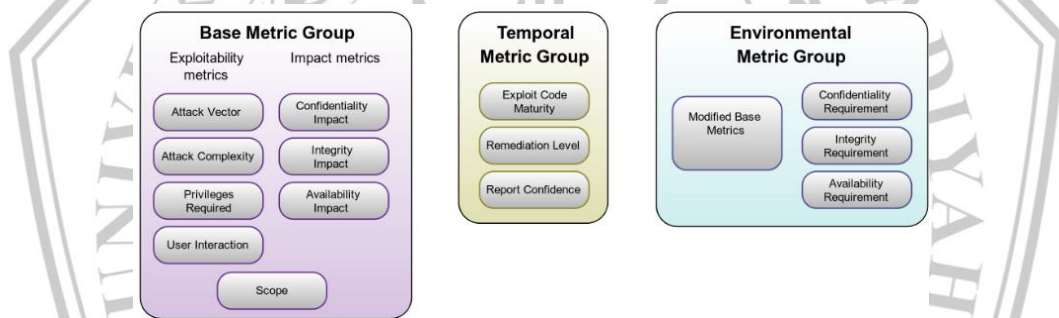 Base Metric Group
Exploitability
metrics
Impact metrics
Attack Vector
Attack Complexity
Privileges
Required
User Interaction
Confidentiality
Impact
Integrity
Impact
Availability
Impact
Scope
Temporal
Metric Group
Exploit Code
Maturity
Remediation Level
Report Confidence
Environmental
Metric Group
Modified Base
Metrics
Confidentiality
Requirement
Integrity
Requirement
Availability
Requirement